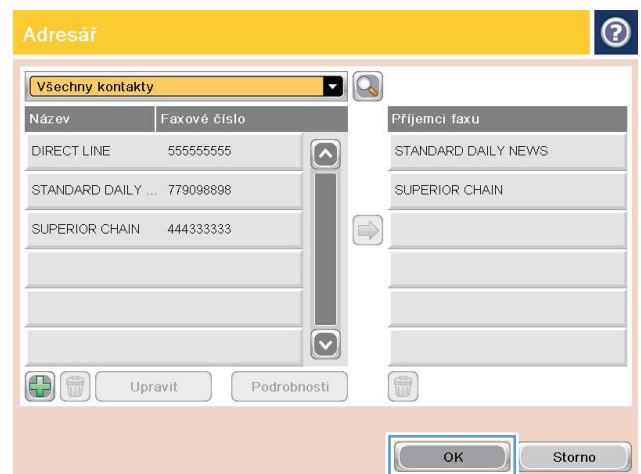 Adresář
?
Všechny kontakty
Název Faxové číslo
DIRECT LINE 555555555
STANDARD DAILY ... 779098898
SUPERIOR CHAIN 444333333
Upravit Podrobnosti
Příjemci faxu
STANDARD DAILY NEWS
SUPERIOR CHAIN
OK Storno